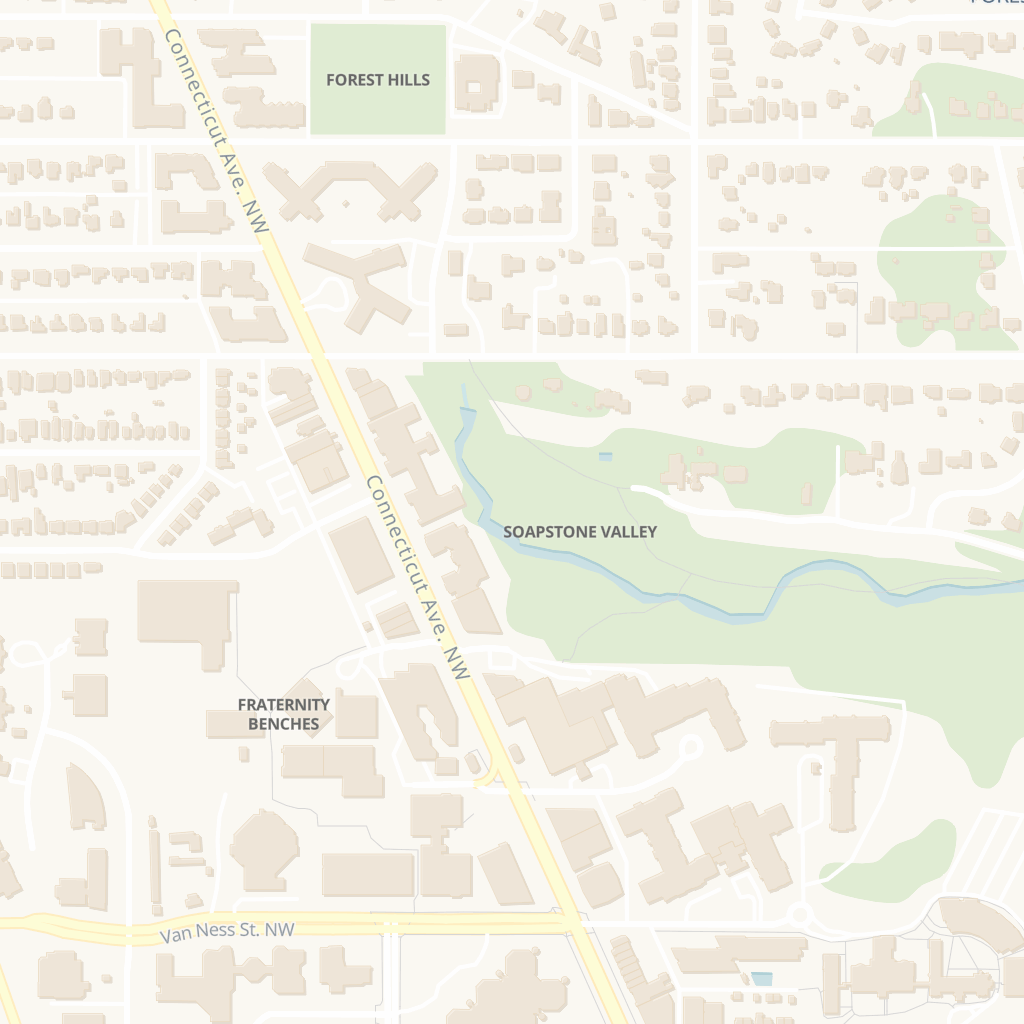 FOREST HILLS
Connecticut Ave. NW
Connecticut Ave. NW
SOAPSTONE VALLEY
FRATERNITY
BENCHES
Van Ness St. NW